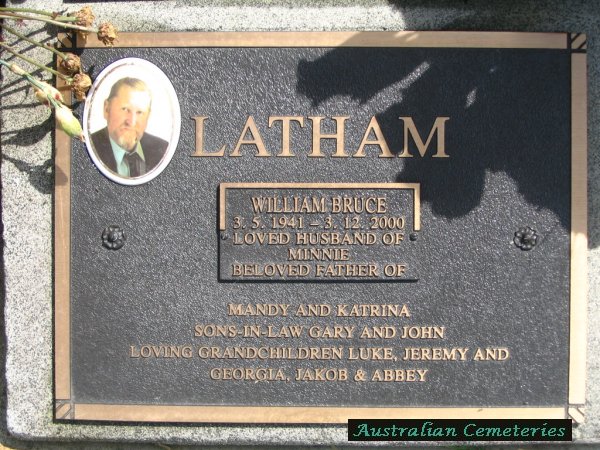 LATHAM
WILLIAM BRUCE
3. 5. 1941 – 3. 12. 2000
LOVED HUSBAND OF
MINNIE
BELOVED FATHER OF
MANDY AND KATRINA
SONS-IN-LAW GARY AND JOHN
LOVING GRANDCHILDREN LUKE, JEREMY AND
GEORGIA, JAKOB & ABBEY
Australian Cemeteries